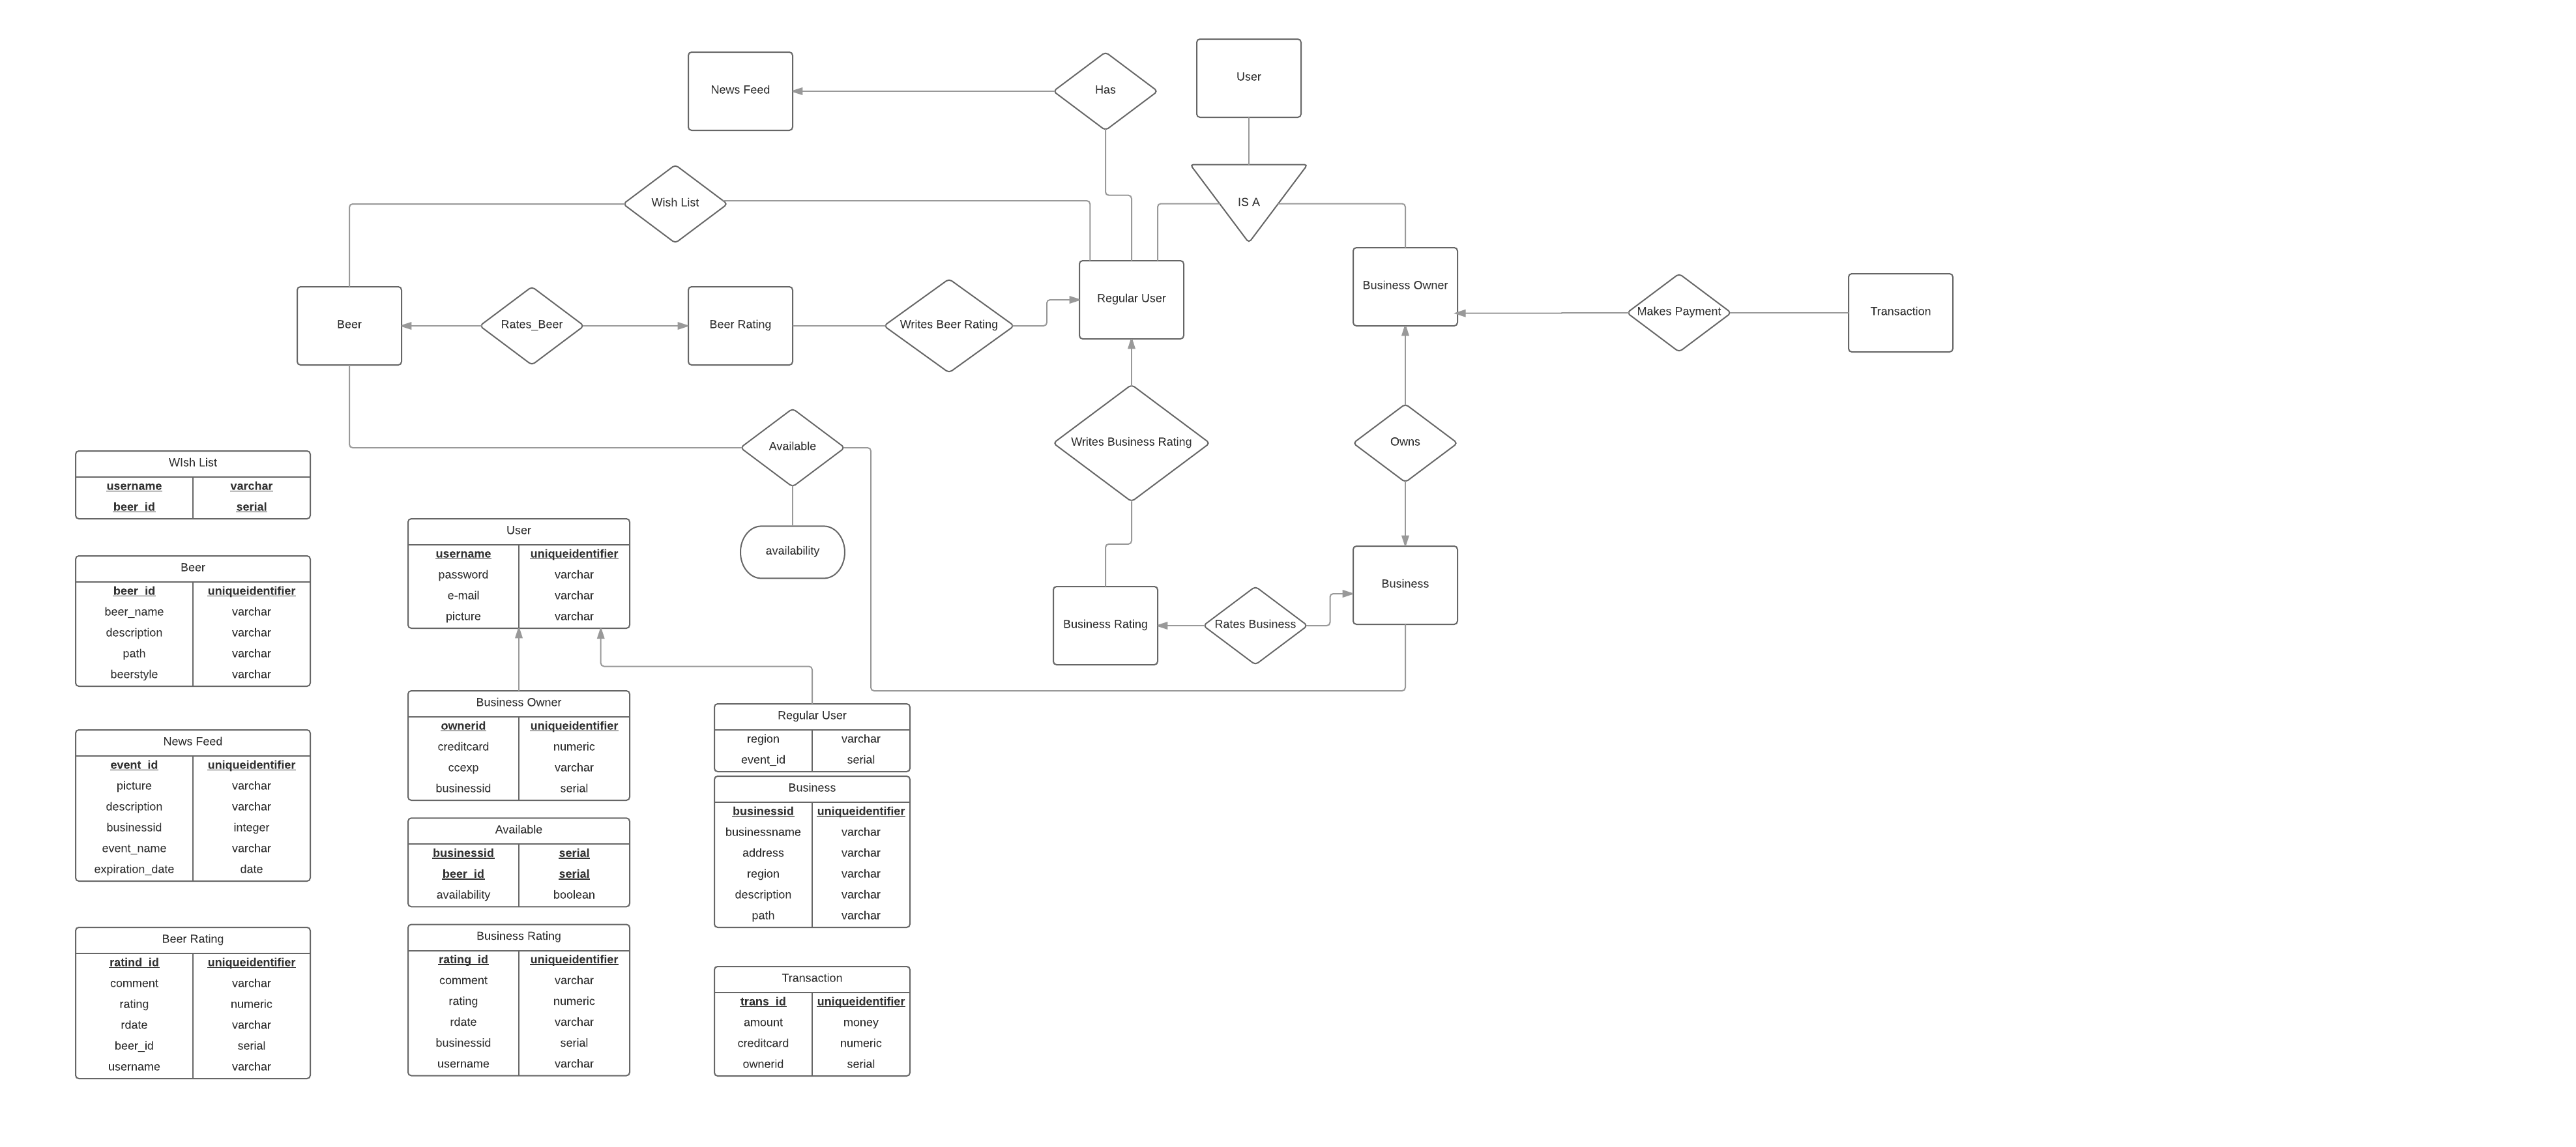 User
News Feed
Has
Wish List
IS A
Business Owner
Regular User
Makes Payment
Transaction
Beer
Rates_Beer
Beer Rating
Writes Beer Rating
Available
Writes Business Rating
Owns
availability
Business
Business Rating
Rates Business
WIsh List
username varchar
beer_id serial
Beer
beer_id uniqueidentifier
beer_name varchar
description varchar
path varchar
beerstyle varchar
News Feed
event_id uniqueidentifier
picture varchar
description varchar
businessid integer
event_name varchar
expiration_date date
Beer Rating
ratind_id uniqueidentifier
comment varchar
rating numeric
rdate varchar
beer_id serial
username varchar
User
username uniqueidentifier
password varchar
e-mail varchar
picture varchar
Business Owner
ownerid uniqueidentifier
creditcard numeric
ccexp varchar
businessid serial
Available
businessid serial
beer_id serial
availability boolean
Business Rating
rating_id uniqueidentifier
comment varchar
rating numeric
rdate varchar
businessid serial
username varchar
Regular User
region varchar
event_id serial
Business
businessid uniqueidentifier
businessname varchar
address varchar
region varchar
description varchar
path varchar
Transaction
trans_id uniqueidentifier
amount money
creditcard numeric
ownerid serial